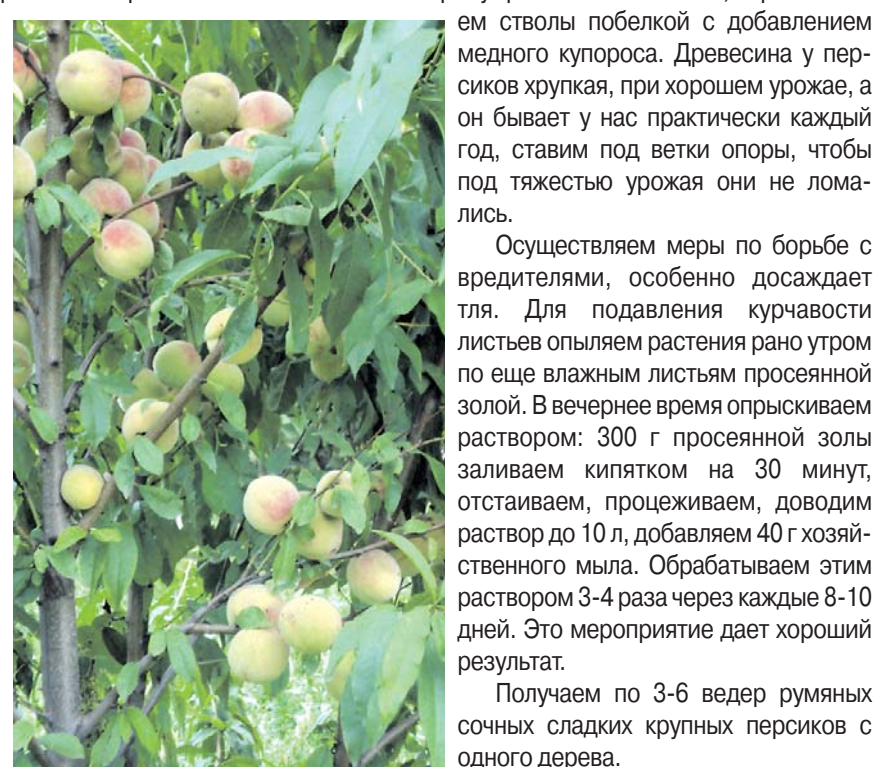 ем стволы побелкой с добавлением
медного купороса. Древесина у пер-
сиков хрупкая, при хорошем урожае, а
он бывает у нас практически каждый
год, ставим под ветки опоры, чтобы
под тяжестью урожая они не лома-
лись.
Осуществляем меры по борьбе с
вредителями, особенно досаждает
тля. Для подавления курчавости
листьев опыляем растения рано утром
по еще влажным листьям просеянной
золой. В вечернее время опрыскиваем
раствором: 300 г просеянной золы
заливаем кипятком на 30 минут,
отстаиваем, процеживаем, доводим
раствор до 10 л, добавляем 40 г хозяй-
ственного мыла. Обрабатываем этим
раствором 3-4 раза через каждые 8-10
дней. Это мероприятие дает хороший
результат.
Получаем по 3-6 ведер румяных
сочных сладких крупных персиков с
одного дерева.